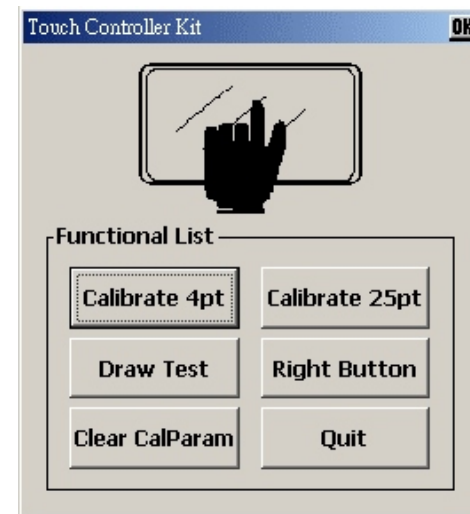 Touch Controller Kit OK
Functional List
Calibrate 4pt Calibrate 25pt
Draw Test Right Button
Clear CalParam Quit